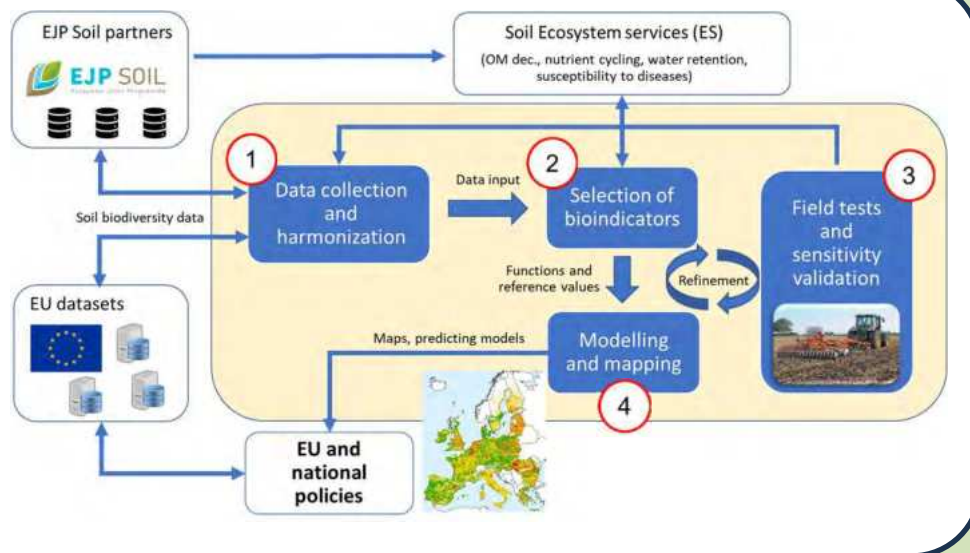 EJP Soil partners
EJP SOIL
Soil Ecosystem services (ES)
(OM dec., nutrient cycling, water retention,
susceptibility to diseases)
1
Data collection
and
harmonization
Data input
2
Selection of
bioindicators
3
Field tests
and
sensitivity
validation
Soil biodiversity data
Functions and
reference values
Refinement
EU datasets
Maps, predicting models
Modelling
and mapping
4
EU and
national
policies